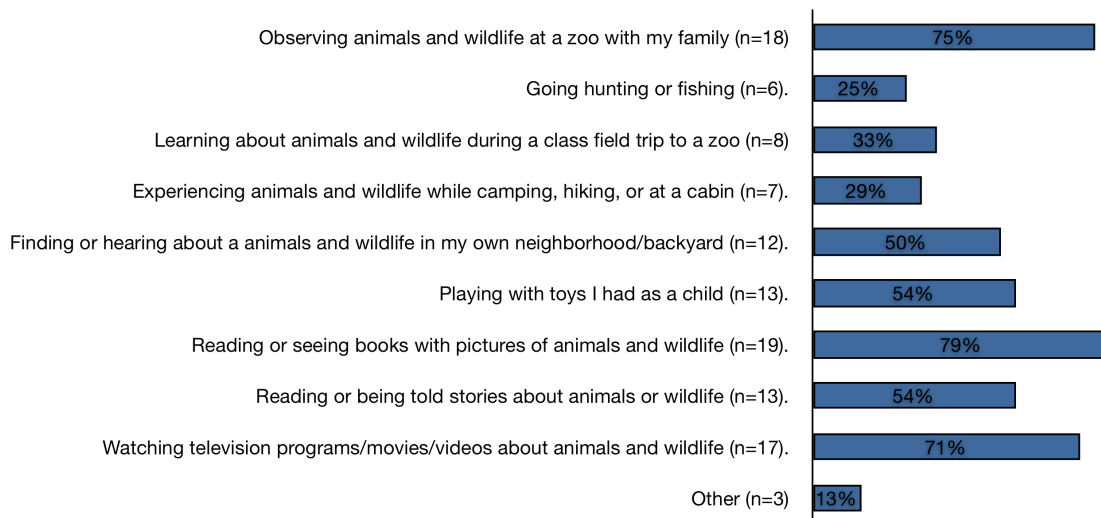 Observing animals and wildlife at a zoo with my family (n=18) 75%
Going hunting or fishing (n=6). 25%
Learning about animals and wildlife during a class field trip to a zoo (n=8) 33%
Experiencing animals and wildlife while camping, hiking, or at a cabin (n=7). 29%
Finding or hearing about a animals and wildlife in my own neighborhood/backyard (n=12). 50%
Playing with toys I had as a child (n=13). 54%
Reading or seeing books with pictures of animals and wildlife (n=19). 79%
Reading or being told stories about animals or wildlife (n=13). 54%
Watching television programs/movies/videos about animals and wildlife (n=17). 71%
Other (n=3) 13%